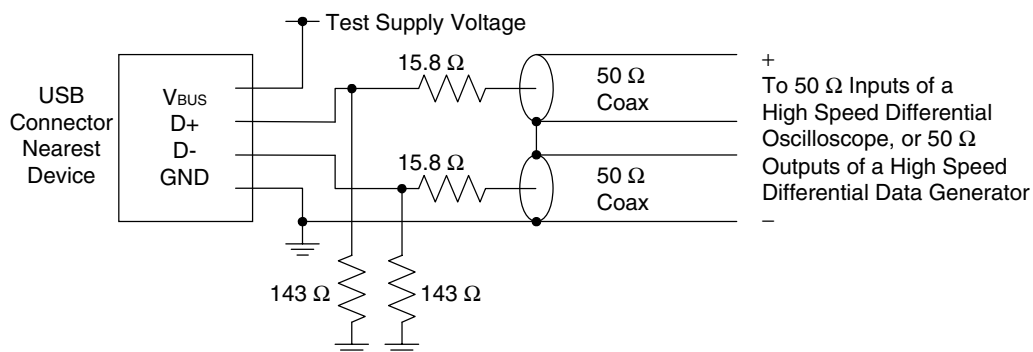 Test Supply Voltage
USB
Connector
Nearest
Device
VBUS
D+
D-
GND
15.8 Ω
15.8 Ω
50 Ω
Coax
50 Ω
Coax
+
To 50 Ω Inputs of a
High Speed Differential
Oscilloscope, or 50 Ω
Outputs of a High Speed
Differential Data Generator
−
143 Ω
143 Ω